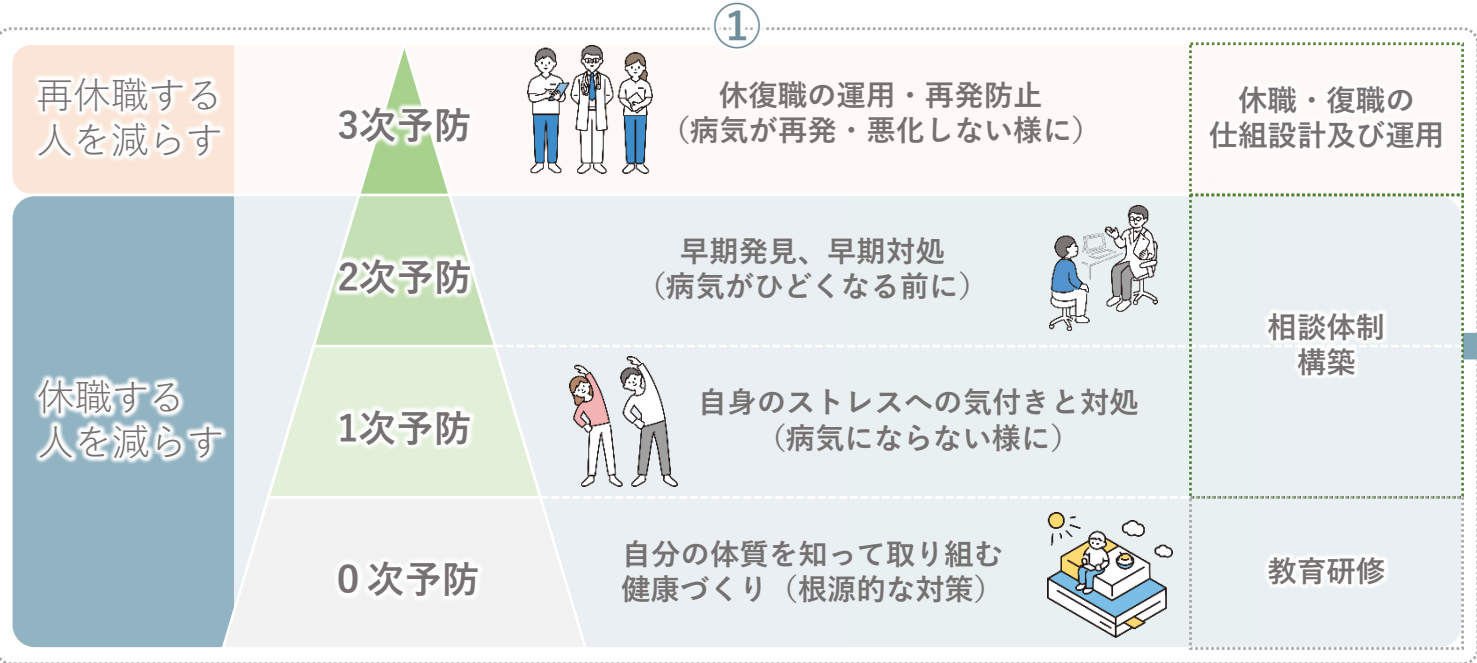 ①
再休職する
人を減らす
3次予防
休復職の運用・再発防止
（病気が再発・悪化しない様に）
休職・復職の
仕組設計及び運用
休職する
人を減らす
2次予防
早期発見、早期対処
（病気がひどくなる前に）
相談体制
構築
1次予防
自身のストレスへの気付きと対処
（病気にならない様に）
０次予防
自分の体質を知って取り組む
健康づくり（根源的な対策）
教育研修